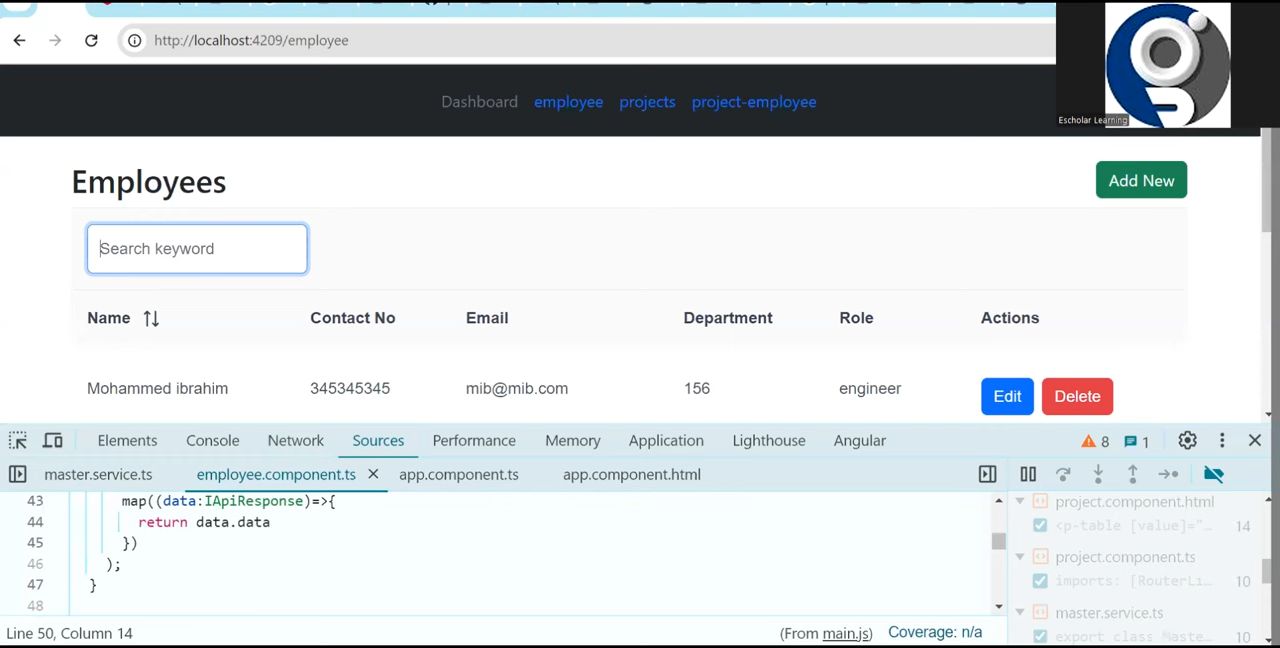 http://localhost:4209/employee
Escholar Learning
Dashboard employee projects project-employee
Employees
Add New
Search keyword
Name Contact No Email Department Role Actions
Mohammed ibrahim 345345345 mib@mib.com 156 engineer Edit Delete
Elements Console Network Sources Performance Memory Application Lighthouse Angular 8 1
master.service.ts employee.component.ts app.component.ts app.component.html
43 map((data:IApiResponse)=>{
44 return data.data
45 })
46 );
47 }
48
project.component.html
<p-table [value]="... 14
project.component.ts
imports: [RouterLi... 10
master.service.ts
export class Maste... 10
Line 50, Column 14 (From main.js) Coverage: n/a